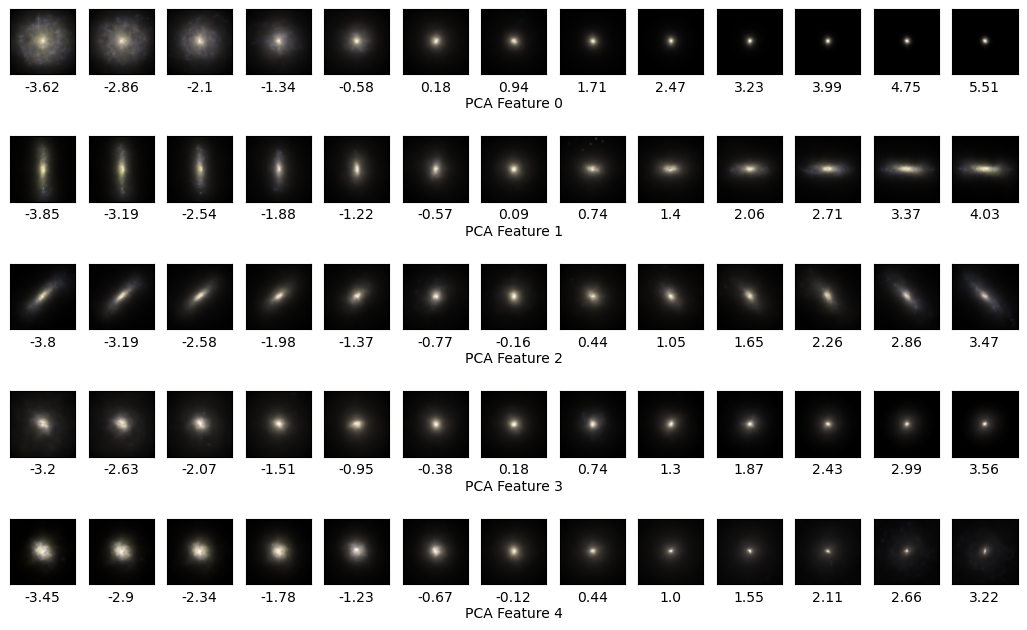 -3.62 -2.86 -2.1 -1.34 -0.58 0.18 0.94 1.71 2.47 3.23 3.99 4.75 5.51
PCA Feature 0
-3.85 -3.19 -2.54 -1.88 -1.22 -0.57 0.09 0.74 1.4 2.06 2.71 3.37 4.03
PCA Feature 1
-3.8 -3.19 -2.58 -1.98 -1.37 -0.77 -0.16 0.44 1.05 1.65 2.26 2.86 3.47
PCA Feature 2
-3.2 -2.63 -2.07 -1.51 -0.95 -0.38 0.18 0.74 1.3 1.87 2.43 2.99 3.56
PCA Feature 3
-3.45 -2.9 -2.34 -1.78 -1.23 -0.67 -0.12 0.44 1.0 1.55 2.11 2.66 3.22
PCA Feature 4